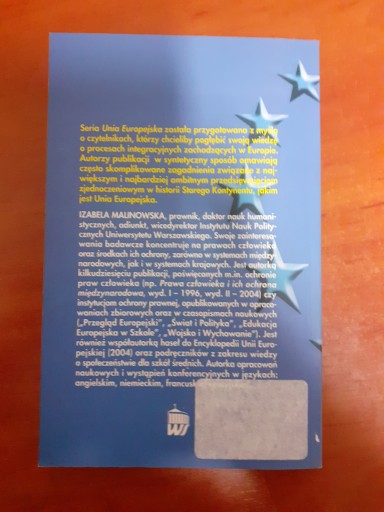 Seria Unia Europejska została przygotowana z myślą
o czytelnikach, którzy chcieliby pogłębić swoją wiedzę
o procesach integracyjnych zachodzących w Europie.
Autorzy publikacji w syntetyczny sposób omawiają
często skomplikowane zagadnienia związane z naj-
większym i najbardziej ambitnym przedsięwzięciem
zjednoczeniowym w historii Starego Kontynentu, jakim
jest Unia Europejska.
IZABELA MALINOWSKA, prawnik, doktor nauk humani-
stycznych, adiunkt, wicedyrektor Instytutu Nauk Polity-
cznych Uniwersytetu Warszawskiego. Swoje zaintereso-
wania badawcze koncentruje na prawach człowieka
oraz środkach ich ochrony, zarówno w systemach między-
narodowych, jak i w systemach krajowych. Jest autorką
kilkudziesięciu publikacji, poświęconych m.in. ochronie
praw człowieka (np. Prawa człowieka i ich ochrona
międzynarodowa, wyd. I – 1996, wyd. II – 2004) czy
instytucjom ochrony prawnej, opublikowanych w opraco-
waniach zbiorowych oraz w czasopismach naukowych
(„Przegląd Europejski", „Świat i Polityka", „Edukacja
Europejska w Szkole", „Wojsko i Wychowanie"). Jest
również współautorką haseł do Encyklopedii Unii Euro-
pejskiej (2004) oraz podręczników z zakresu wiedzy
o społeczeństwie dla szkół średnich. Autorka opracowań
naukowych i wystąpień konferencyjnych w językach:
angielskim, niemieckim,